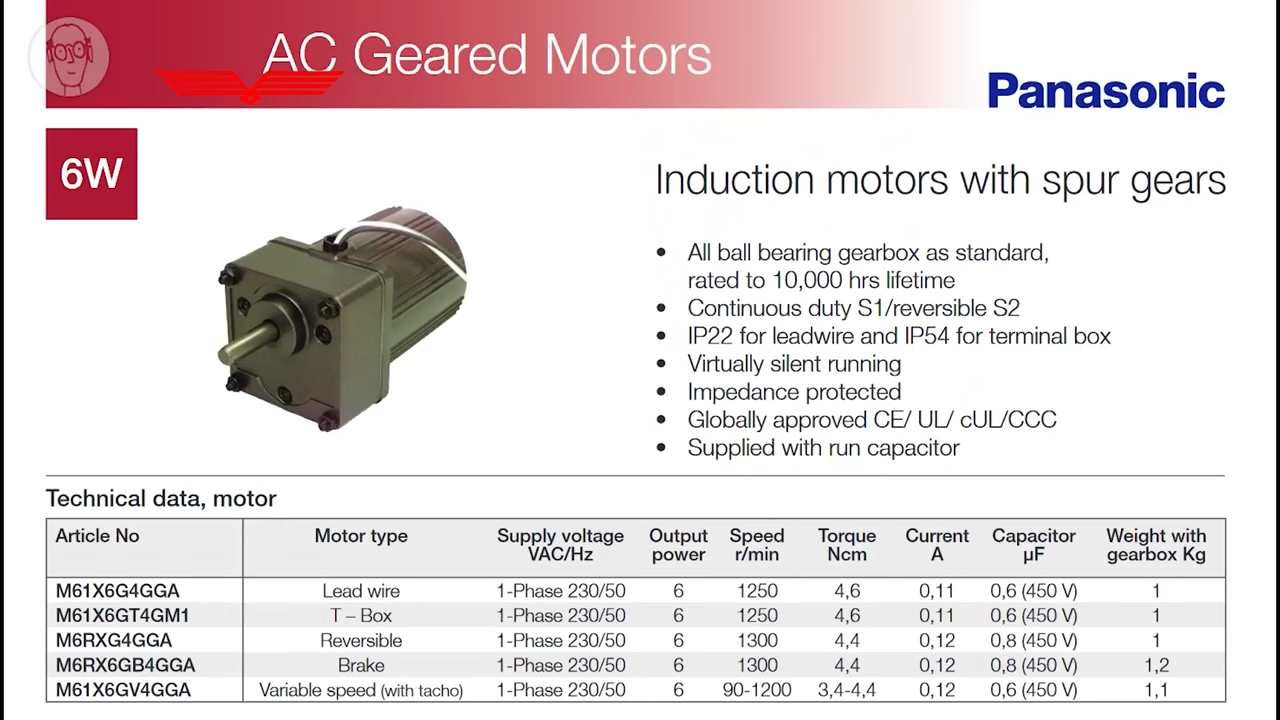 AC Geared Motors
Panasonic
6W
Induction motors with spur gears
• All ball bearing gearbox as standard,
rated to 10,000 hrs lifetime
• Continuous duty S1/reversible S2
• IP22 for leadwire and IP54 for terminal box
• Virtually silent running
• Impedance protected
• Globally approved CE/ UL/ cUL/CCC
• Supplied with run capacitor
Technical data, motor
Article No Motor type Supply voltage Output Speed Torque Current Capacitor Weight with
VAC/Hz power r/min Ncm A µF gearbox Kg
M61X6G4GGA Lead wire 1-Phase 230/50 6 1250 4,6 0,11 0,6 (450 V) 1
M61X6GT4GM1 T – Box 1-Phase 230/50 6 1250 4,6 0,11 0,6 (450 V) 1
M6RXG4GGA Reversible 1-Phase 230/50 6 1300 4,4 0,12 0,8 (450 V) 1
M6RX6GB4GGA Brake 1-Phase 230/50 6 1300 4,4 0,12 0,8 (450 V) 1,2
M61X6GV4GGA Variable speed (with tacho) 1-Phase 230/50 6 90-1200 3,4-4,4 0,12 0,6 (450 V) 1,1